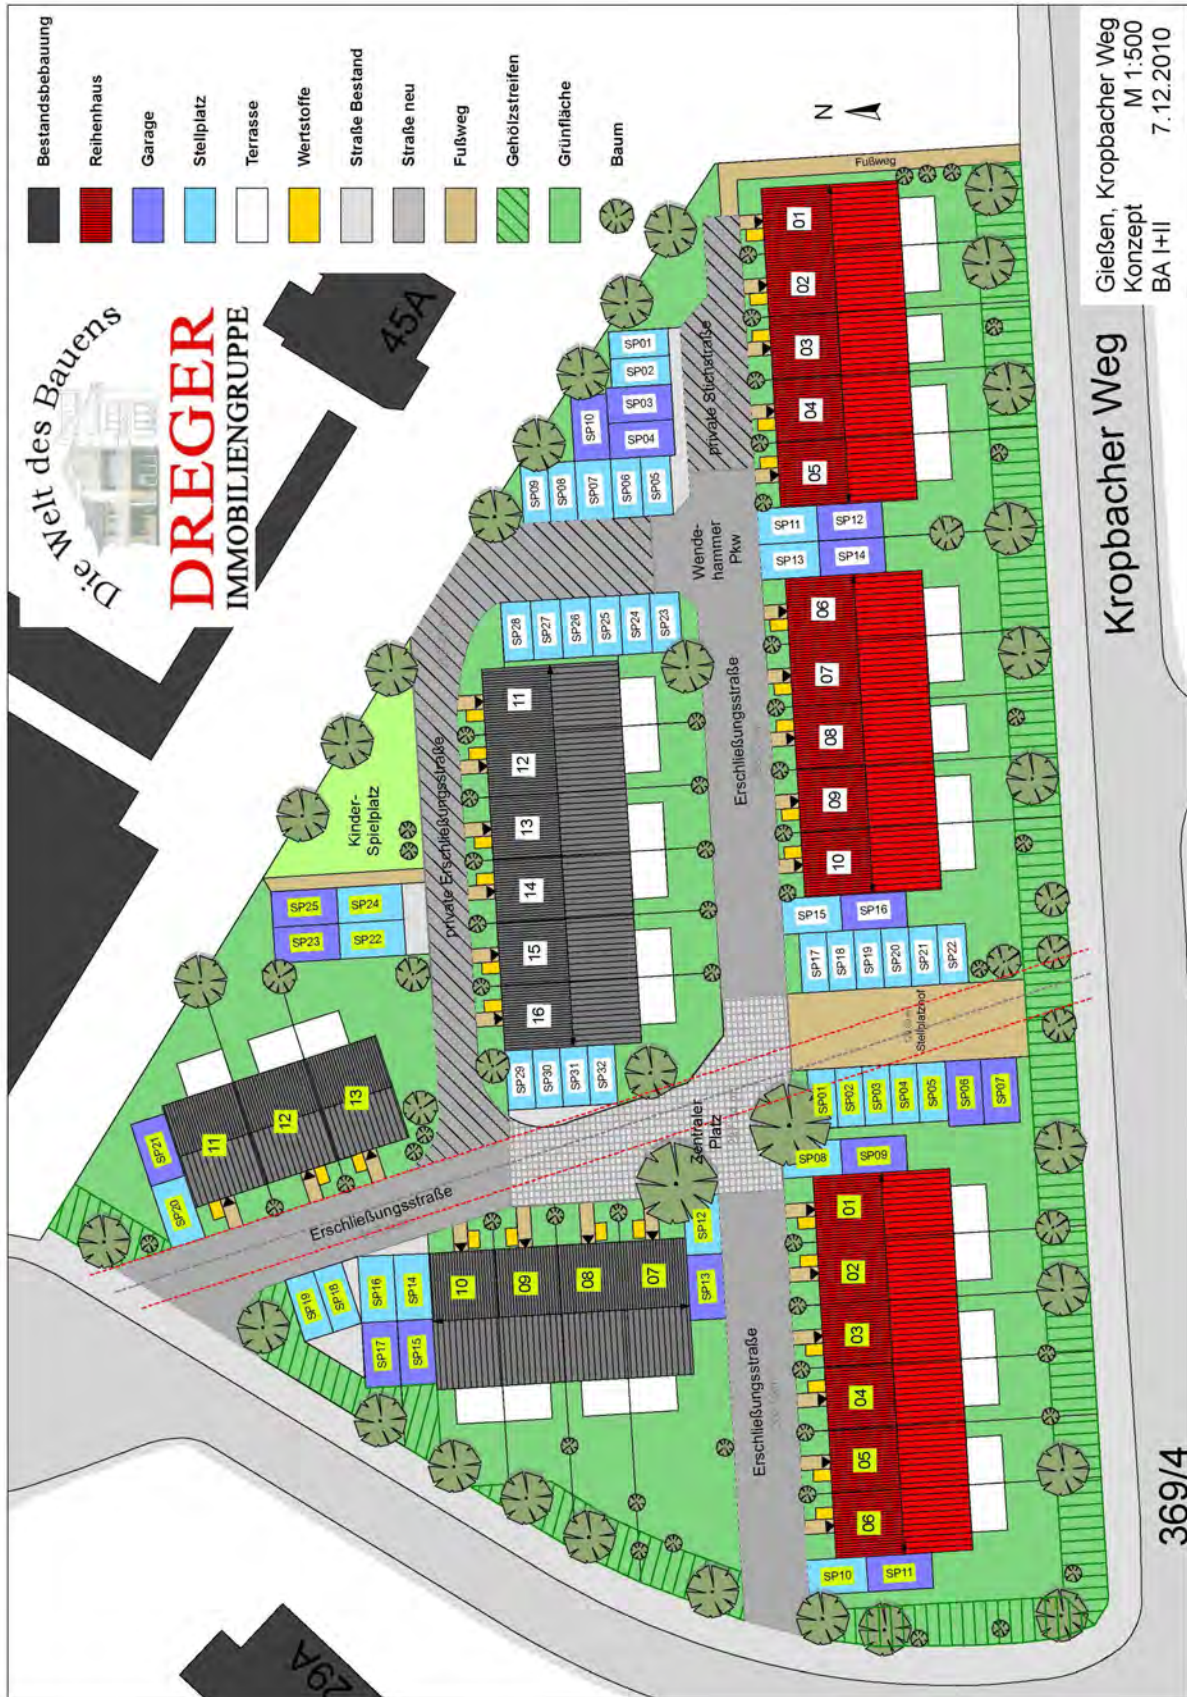 Die Welt des Bauens
DREGER
IMMOBILIENGRUPPE
Bestandsbebauung
Reihenhaus
Garage
Stellplatz
Terrasse
Wertstoffe
Straße Bestand
Straße neu
Fußweg
Gehölzstreifen
Grünfläche
Baum
N
45A
29A
369/4
Kropbacher Weg
Gießen, Kropbacher Weg
Konzept M 1:500
BA I+II 7.12.2010
Fußweg
private Stichstraße
Wende-
hammer
Pkw
Erschließungsstraße
private Erschließungsstraße
Kinder-
Spielplatz
Erschließungsstraße
Zentraler
Platz
Stellplatzhof
Erschließungsstraße
01
02
03
04
05
06
07
08
09
10
11
12
13
14
15
16
SP01
SP02
SP03
SP04
SP10
SP09
SP08
SP07
SP06
SP05
SP11
SP12
SP13
SP14
SP28
SP27
SP26
SP25
SP24
SP23
SP15
SP16
SP17
SP18
SP19
SP20
SP21
SP22
SP29
SP30
SP31
SP32
SP25
SP24
SP23
SP22
SP21
SP20
11
12
13
SP19
SP18
SP16
SP14
SP17
SP15
10
09
08
07
SP12
SP13
SP01
SP02
SP03
SP04
SP05
SP06
SP07
SP08
SP09
01
02
03
04
05
06
SP10
SP11